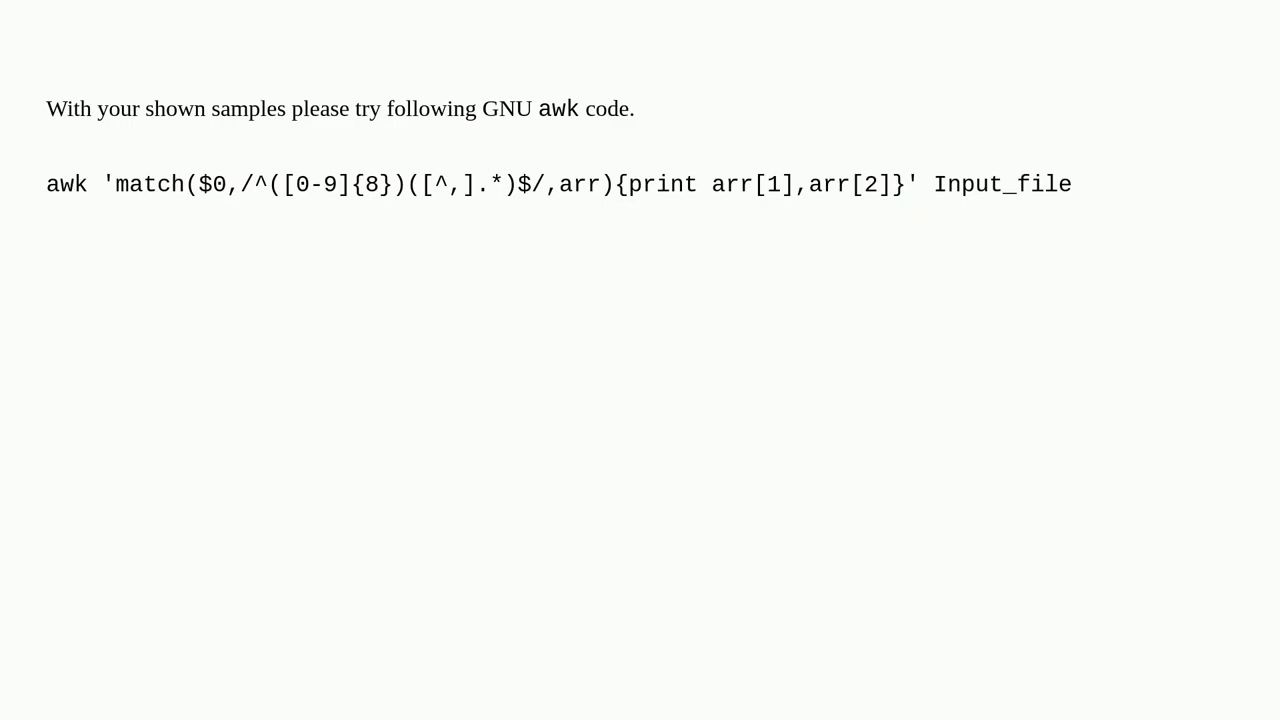 With your shown samples please try following GNU awk code.
awk 'match($0,/^([0-9]{8})([^,].*)$/,arr){print arr[1],arr[2]}' Input_file